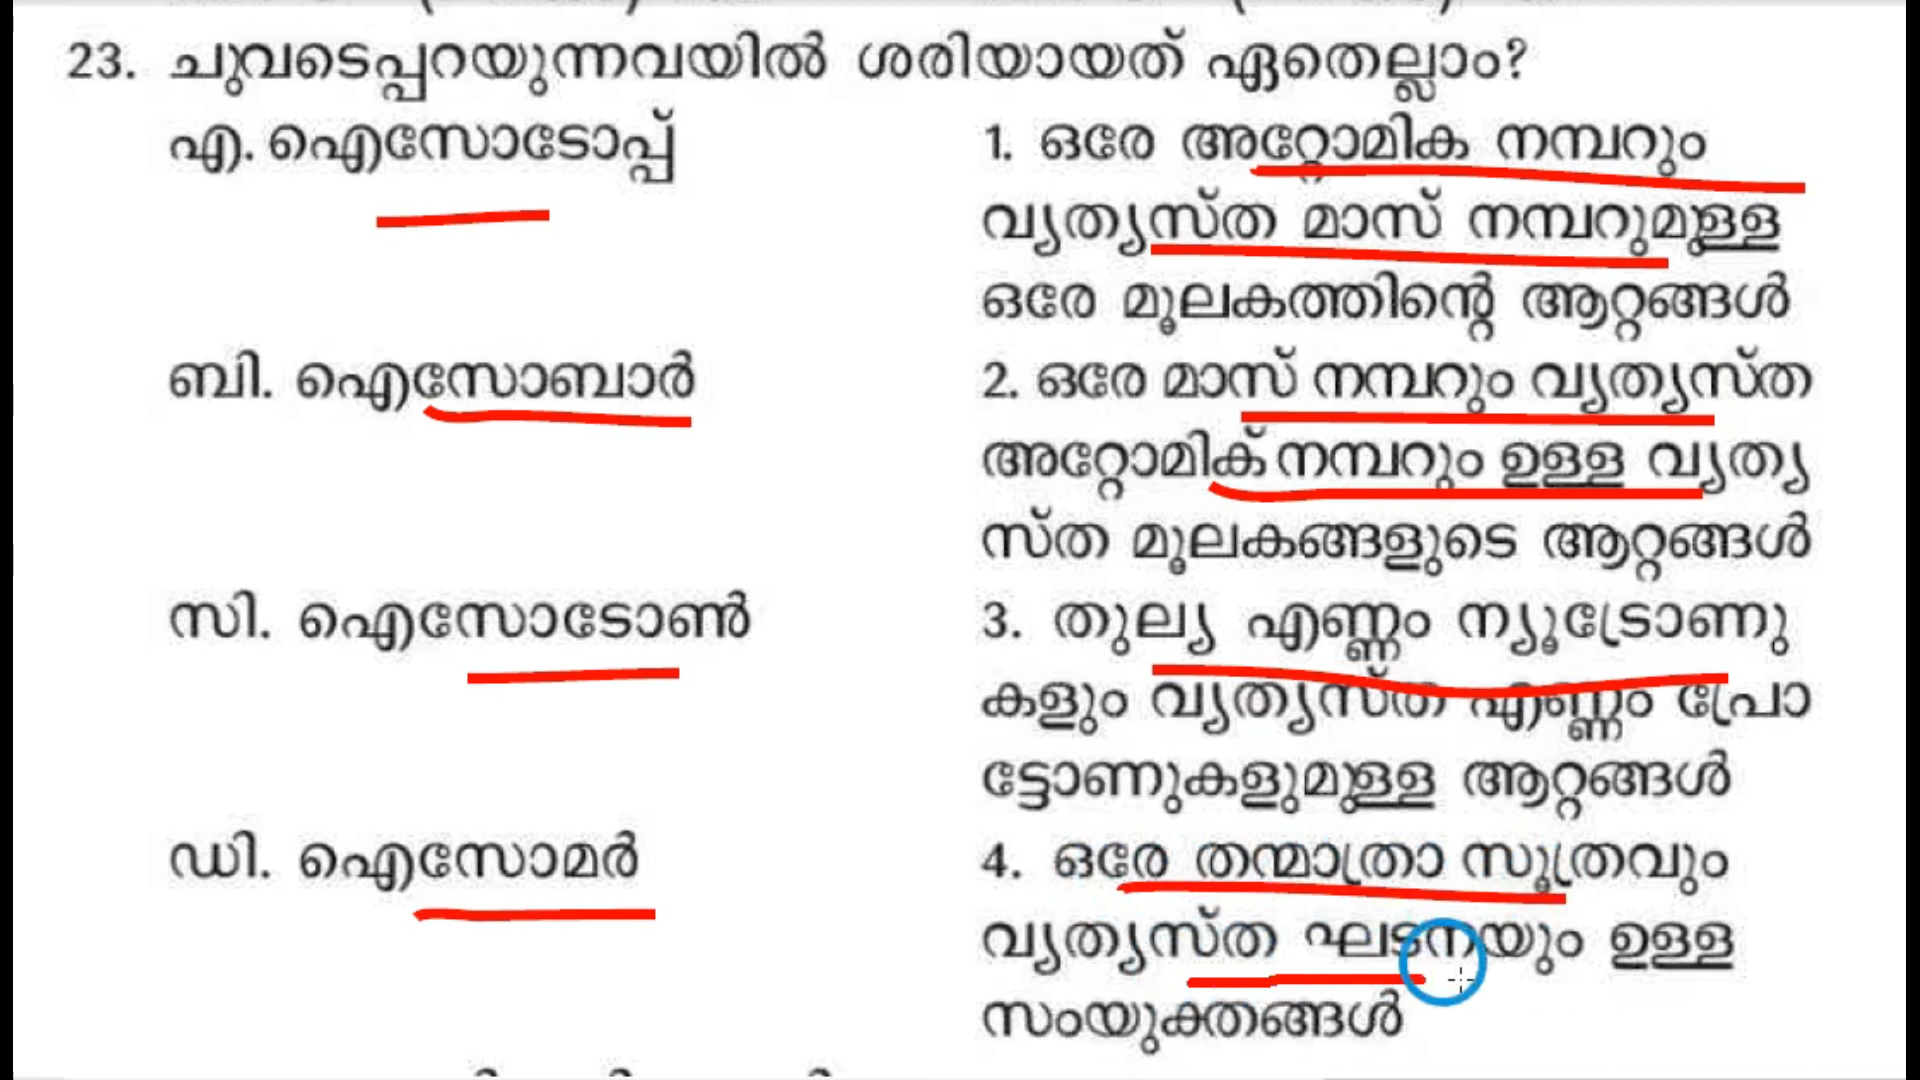 23. ചുവടെപ്പറയുന്നവയിൽ ശരിയായത് ഏതെല്ലാം?
എ. ഐസോടോപ്പ്
1. ഒരേ അറ്റോമിക നമ്പറും
വ്യത്യസ്ത മാസ് നമ്പറുമുള്ള
ഒരേ മൂലകത്തിന്റെ ആറ്റങ്ങൾ
ബി. ഐസോബാർ
2. ഒരേ മാസ് നമ്പറും വ്യത്യസ്ത
അറ്റോമിക് നമ്പറും ഉള്ള വ്യത്യ
സ്ത മൂലകങ്ങളുടെ ആറ്റങ്ങൾ
സി. ഐസോടോൺ
3. തുല്യ എണ്ണം ന്യൂട്രോണു
കളും വ്യത്യസ്ത എണ്ണം പ്രോ
ട്ടോണുകളുമുള്ള ആറ്റങ്ങൾ
ഡി. ഐസോമർ
4. ഒരേ തന്മാത്രാ സൂത്രവും
വ്യത്യസ്ത ഘടനയും ഉള്ള
സംയുക്തങ്ങൾ